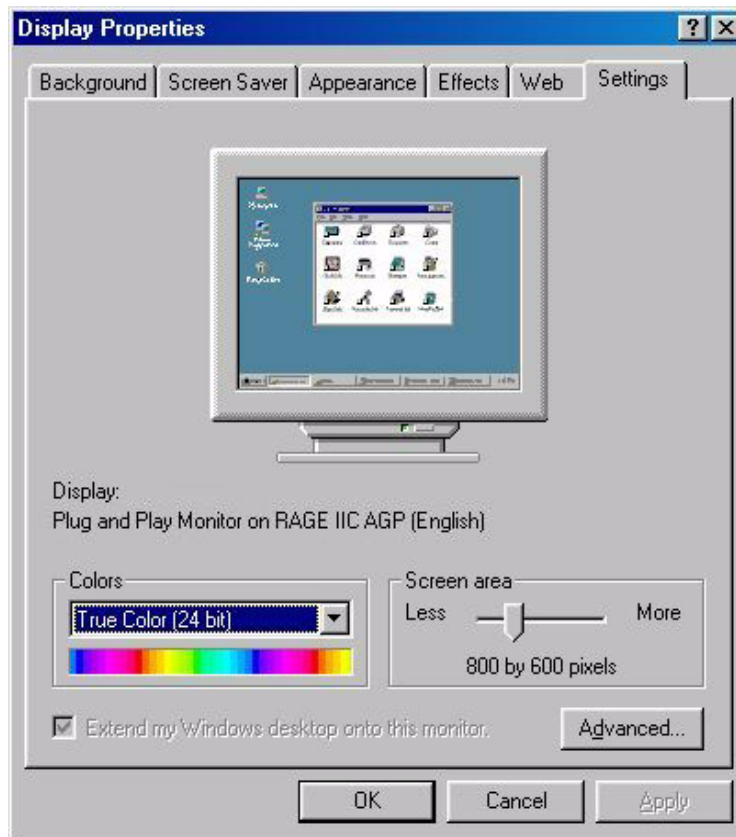 Display Properties
Background Screen Saver Appearance Effects Web Settings
Display:
Plug and Play Monitor on RAGE IIC AGP (English)
Colors
True Color (24 bit)
Screen area
Less More
800 by 600 pixels
Extend my Windows desktop onto this monitor.
Advanced...
OK Cancel Apply